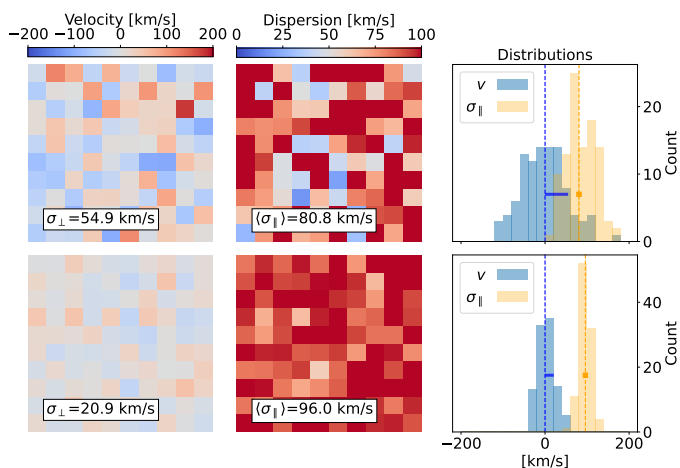 Velocity [km/s]
−200 −100 0 100 200
Dispersion [km/s]
0 25 50 75 100
Distributions
v
σ∥
20
10
0
Count
σ⊥=54.9 km/s
⟨σ∥⟩=80.8 km/s
v
σ∥
40
20
0
Count
σ⊥=20.9 km/s
⟨σ∥⟩=96.0 km/s
−200 0 200
[km/s]